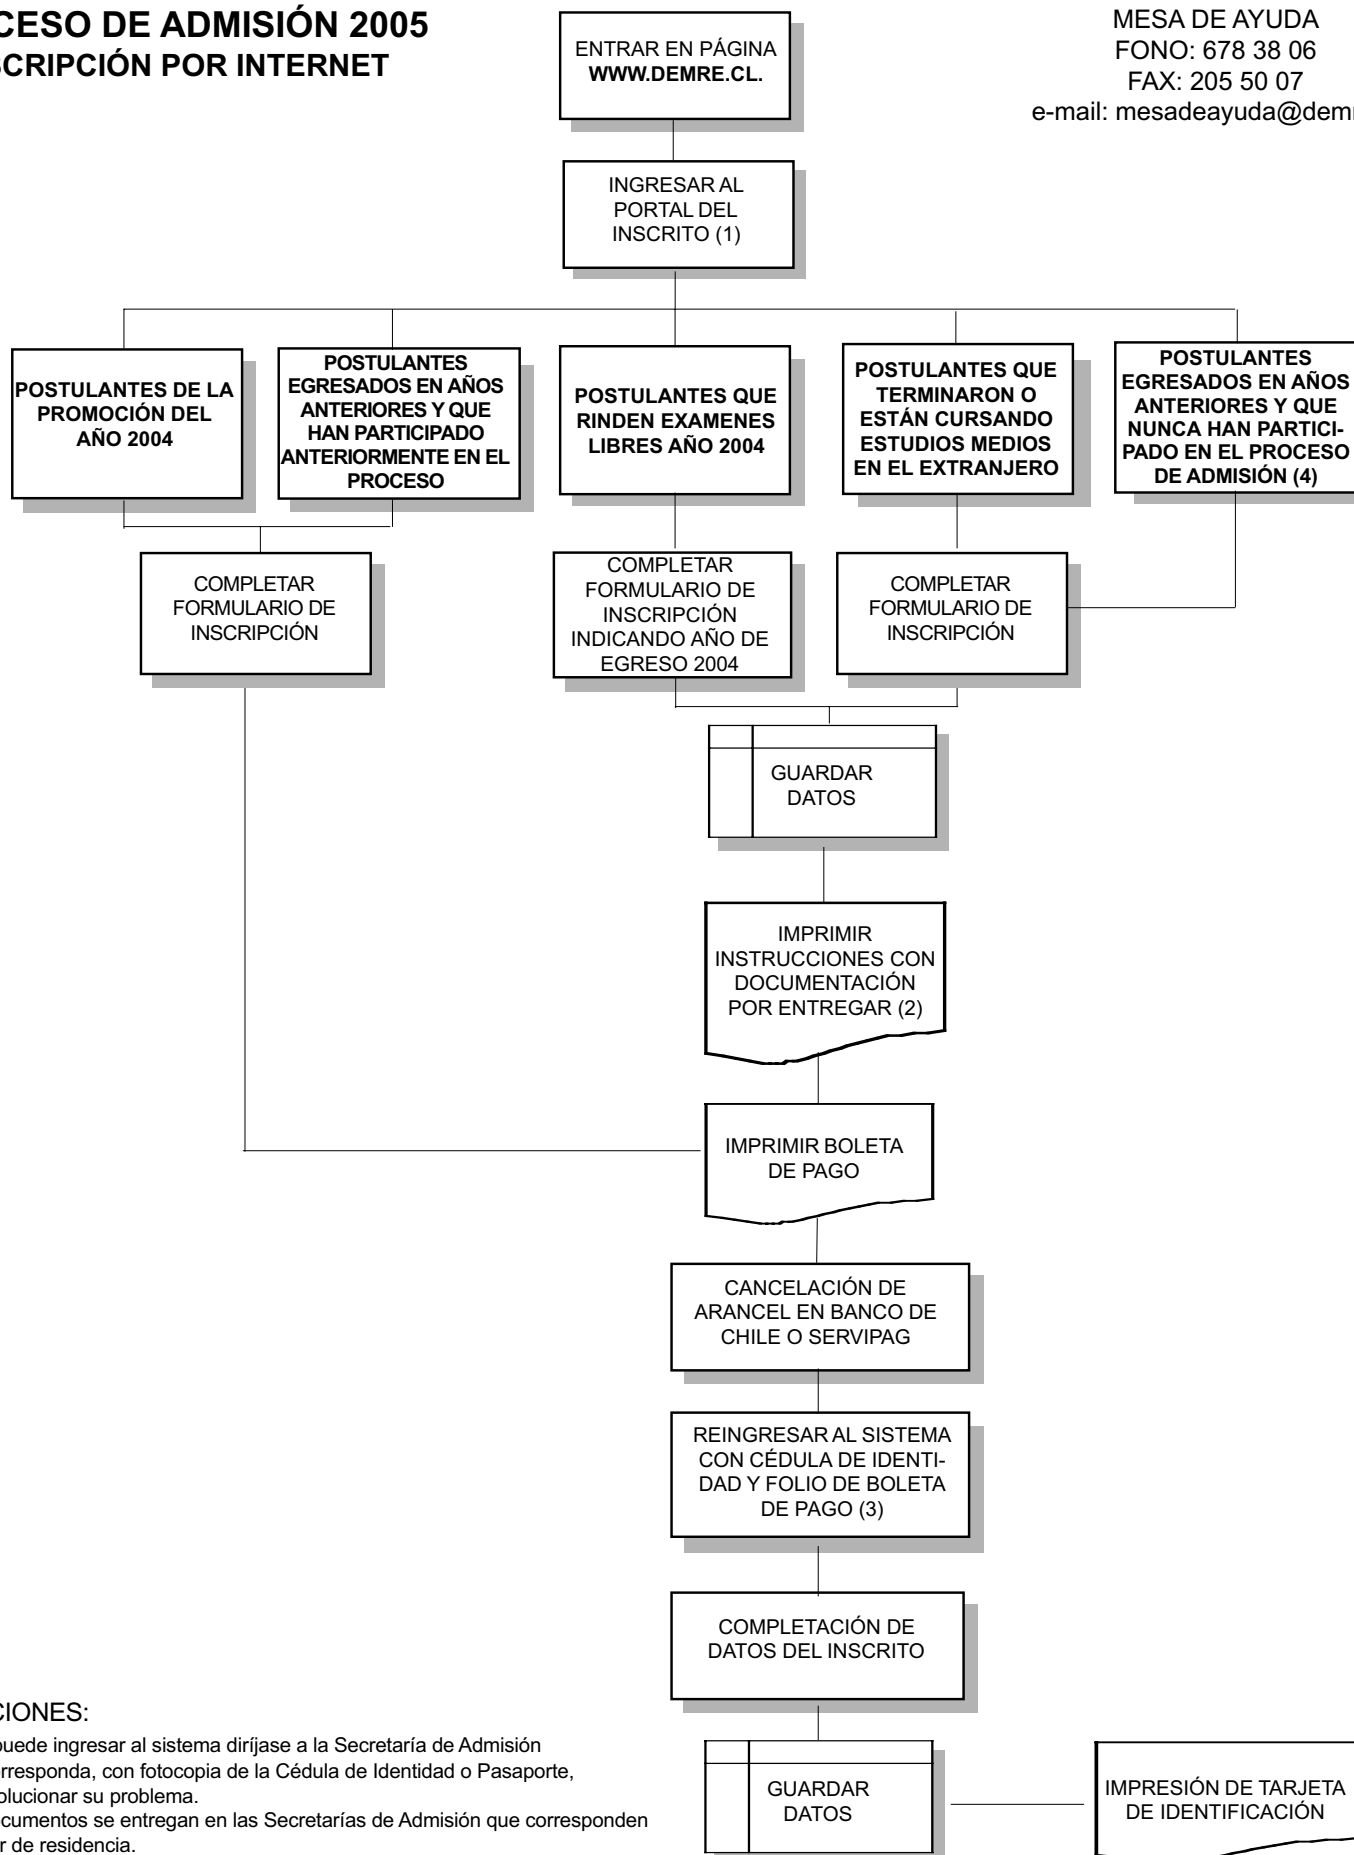 CESO DE ADMISIÓN 2005
SCRIPCIÓN POR INTERNET
MESA DE AYUDA
FONO: 678 38 06
FAX: 205 50 07
e-mail: mesadeayuda@demr
ENTRAR EN PÁGINA
WWW.DEMRE.CL.
INGRESAR AL
PORTAL DEL
INSCRITO (1)
POSTULANTES DE LA
PROMOCIÓN DEL
AÑO 2004
POSTULANTES
EGRESADOS EN AÑOS
ANTERIORES Y QUE
HAN PARTICIPADO
ANTERIORMENTE EN EL
PROCESO
POSTULANTES QUE
RINDEN EXAMENES
LIBRES AÑO 2004
POSTULANTES QUE
TERMINARON O
ESTÁN CURSANDO
ESTUDIOS MEDIOS
EN EL EXTRANJERO
POSTULANTES
EGRESADOS EN AÑOS
ANTERIORES Y QUE
NUNCA HAN PARTICI-
PADO EN EL PROCESO
DE ADMISIÓN (4)
COMPLETAR
FORMULARIO DE
INSCRIPCIÓN
COMPLETAR
FORMULARIO DE
INSCRIPCIÓN
INDICANDO AÑO DE
EGRESO 2004
COMPLETAR
FORMULARIO DE
INSCRIPCIÓN
GUARDAR
DATOS
IMPRIMIR
INSTRUCCIONES CON
DOCUMENTACIÓN
POR ENTREGAR (2)
IMPRIMIR BOLETA
DE PAGO
CANCELACIÓN DE
ARANCEL EN BANCO DE
CHILE O SERVIPAG
REINGRESAR AL SISTEMA
CON CÉDULA DE IDENTI-
DAD Y FOLIO DE BOLETA
DE PAGO (3)
COMPLETACIÓN DE
DATOS DEL INSCRITO
GUARDAR
DATOS
IMPRESIÓN DE TARJETA
DE IDENTIFICACIÓN
CIONES:
puede ingresar al sistema diríjase a la Secretaría de Admisión
rresponda, con fotocopia de la Cédula de Identidad o Pasaporte,
olucionar su problema.
cumentos se entregan en las Secretarías de Admisión que corresponden
r de residencia.